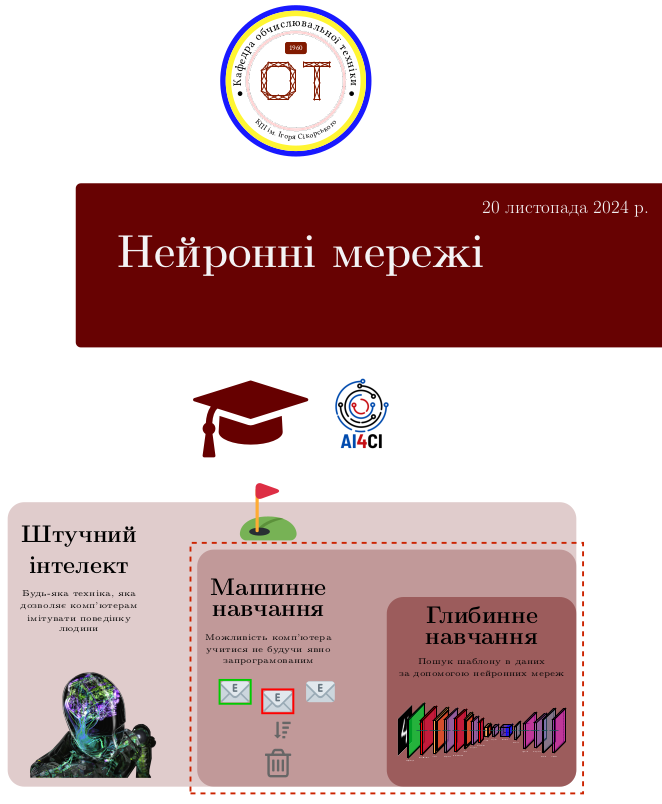 Кафедра обчислювальної техніки
1960
ОТ
КПІ ім. Ігоря Сікорського
20 листопада 2024 р.
Нейронні мережі
AI4CI
Штучний
інтелект
Будь-яка техніка, яка
дозволяє комп'ютерам
імітувати поведінку
людини
Машинне
навчання
Можливість комп'ютера
учитися не будучи явно
запрограмованим
E
E
E
Глибинне
навчання
Пошук шаблону в даних
за допомогою нейронних мереж